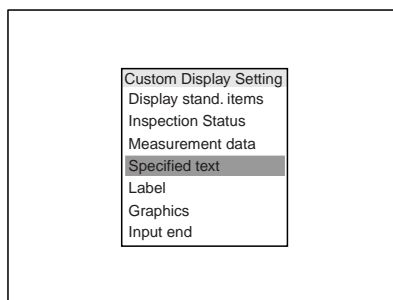 Custom Display Setting
Display stand. items
Inspection Status
Measurement data
Specified text
Label
Graphics
Input end